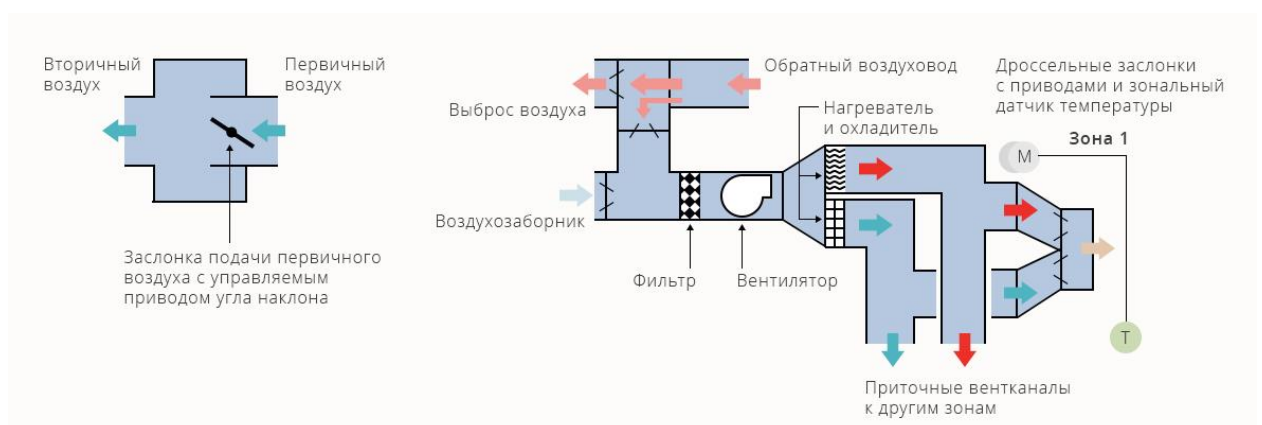 Вторичный
воздух
Первичный
воздух
Заслонка подачи первичного
воздуха с управляемым
приводом угла наклона
Обратный воздуховод
Выброс воздуха
Нагреватель
и охладитель
Дроссельные заслонки
с приводами и зональный
датчик температуры
Зона 1
М
Воздухозаборник
Фильтр
Вентилятор
Т
Приточные вентканалы
к другим зонам